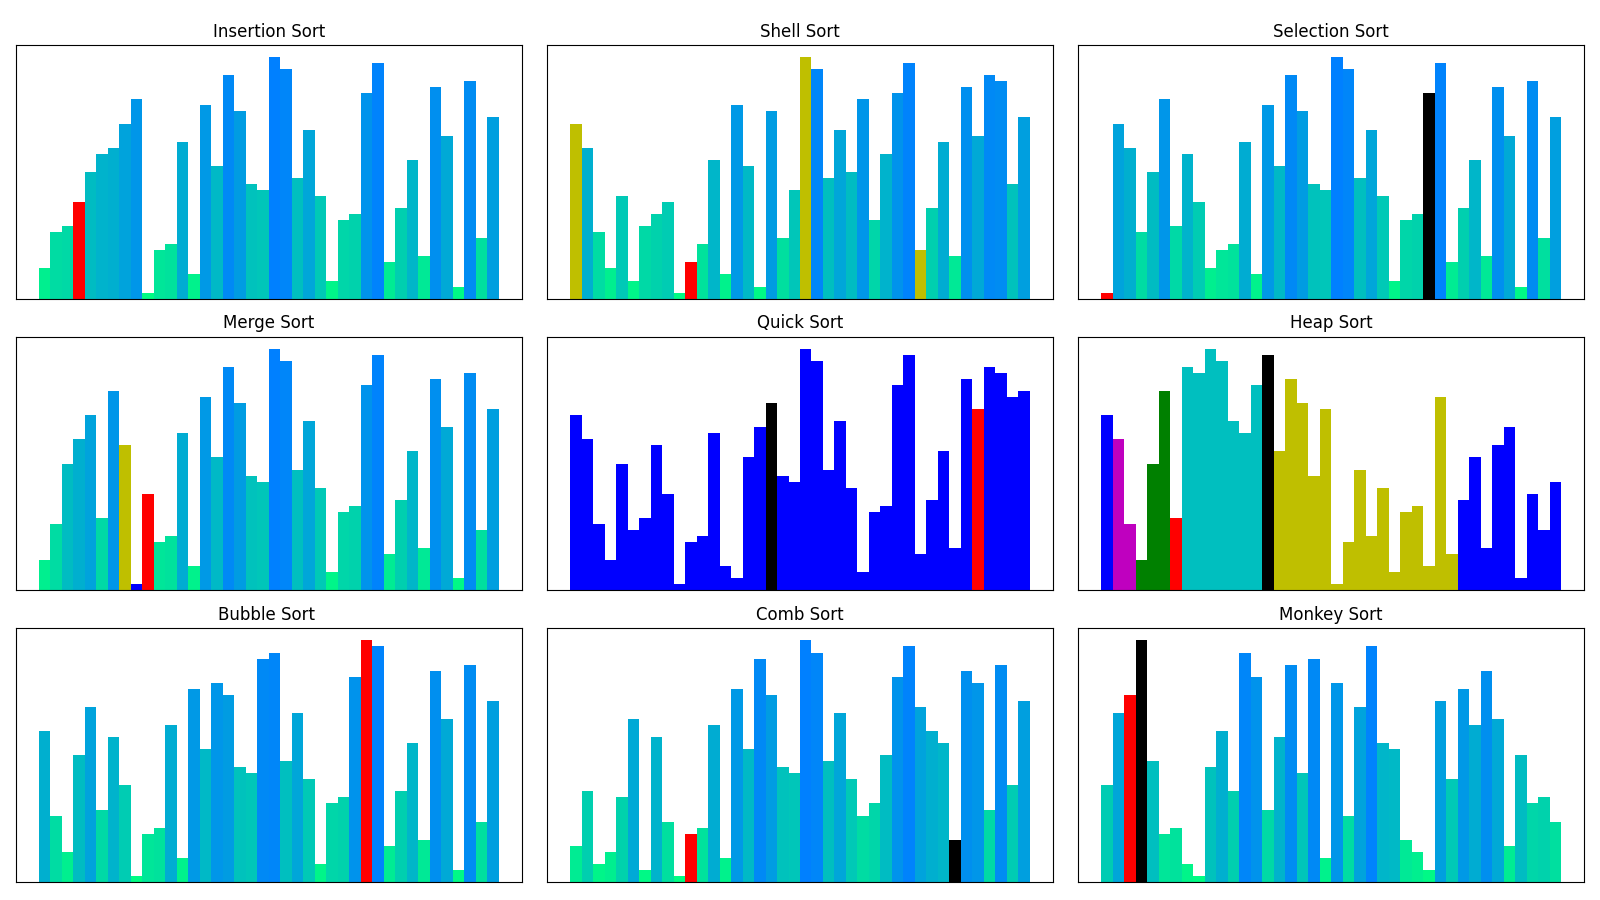 Insertion Sort
Shell Sort
Selection Sort
Merge Sort
Quick Sort
Heap Sort
Bubble Sort
Comb Sort
Monkey Sort